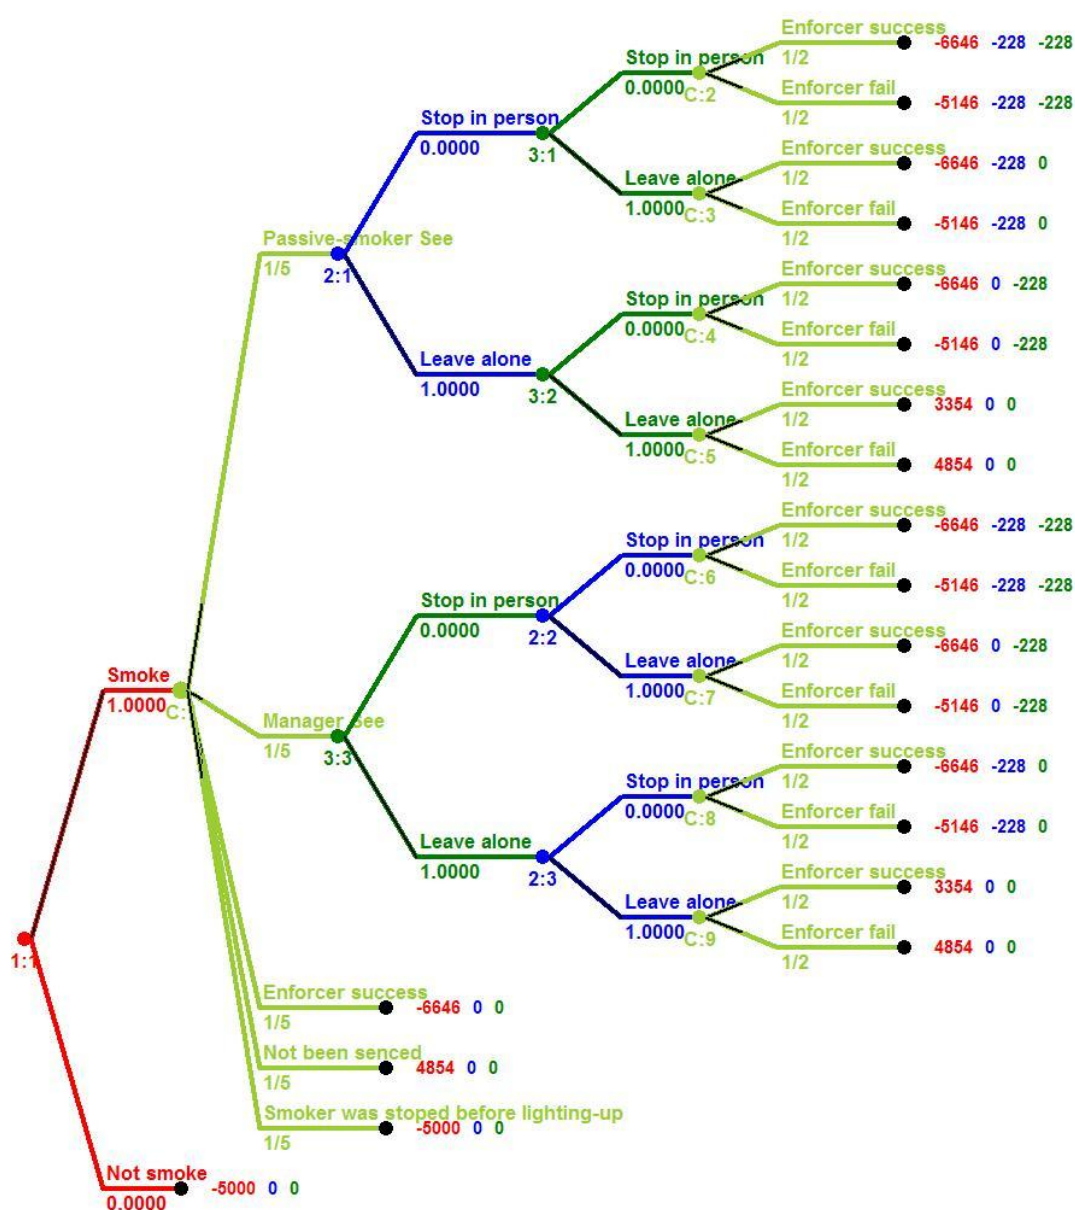 Enforcer success
-6646 -228 -228
Stop in person
1/2
0.0000
C:2
Enforcer fail
-5146 -228 -228
1/2
Stop in person
0.0000
3:1
Enforcer success
-6646 -228 0
Leave alone
1/2
1.0000
C:3
Enforcer fail
-5146 -228 0
1/2
Passive-smoker See
1/5
2:1
Enforcer success
-6646 0 -228
Stop in person
1/2
0.0000
C:4
Enforcer fail
-5146 0 -228
1/2
Leave alone
1.0000
3:2
Enforcer success
3354 0 0
Leave alone
1/2
1.0000
C:5
Enforcer fail
4854 0 0
1/2
Enforcer success
-6646 -228 -228
Stop in person
1/2
0.0000
C:6
Enforcer fail
-5146 -228 -228
1/2
Stop in person
0.0000
2:2
Enforcer success
-6646 0 -228
Leave alone
1/2
1.0000
C:7
Enforcer fail
-5146 0 -228
1/2
Smoke
1.0000
C:
Manager See
1/5
3:3
Enforcer success
-6646 -228 0
Stop in person
1/2
0.0000
C:8
Enforcer fail
-5146 -228 0
1/2
Leave alone
1.0000
2:3
Enforcer success
3354 0 0
Leave alone
1/2
1.0000
C:9
Enforcer fail
4854 0 0
1/2
1:1
Enforcer success
-6646 0 0
1/5
Not been senced
4854 0 0
1/5
Smoker was stoped before lighting-up
-5000 0 0
1/5
Not smoke
-5000 0 0
0.0000